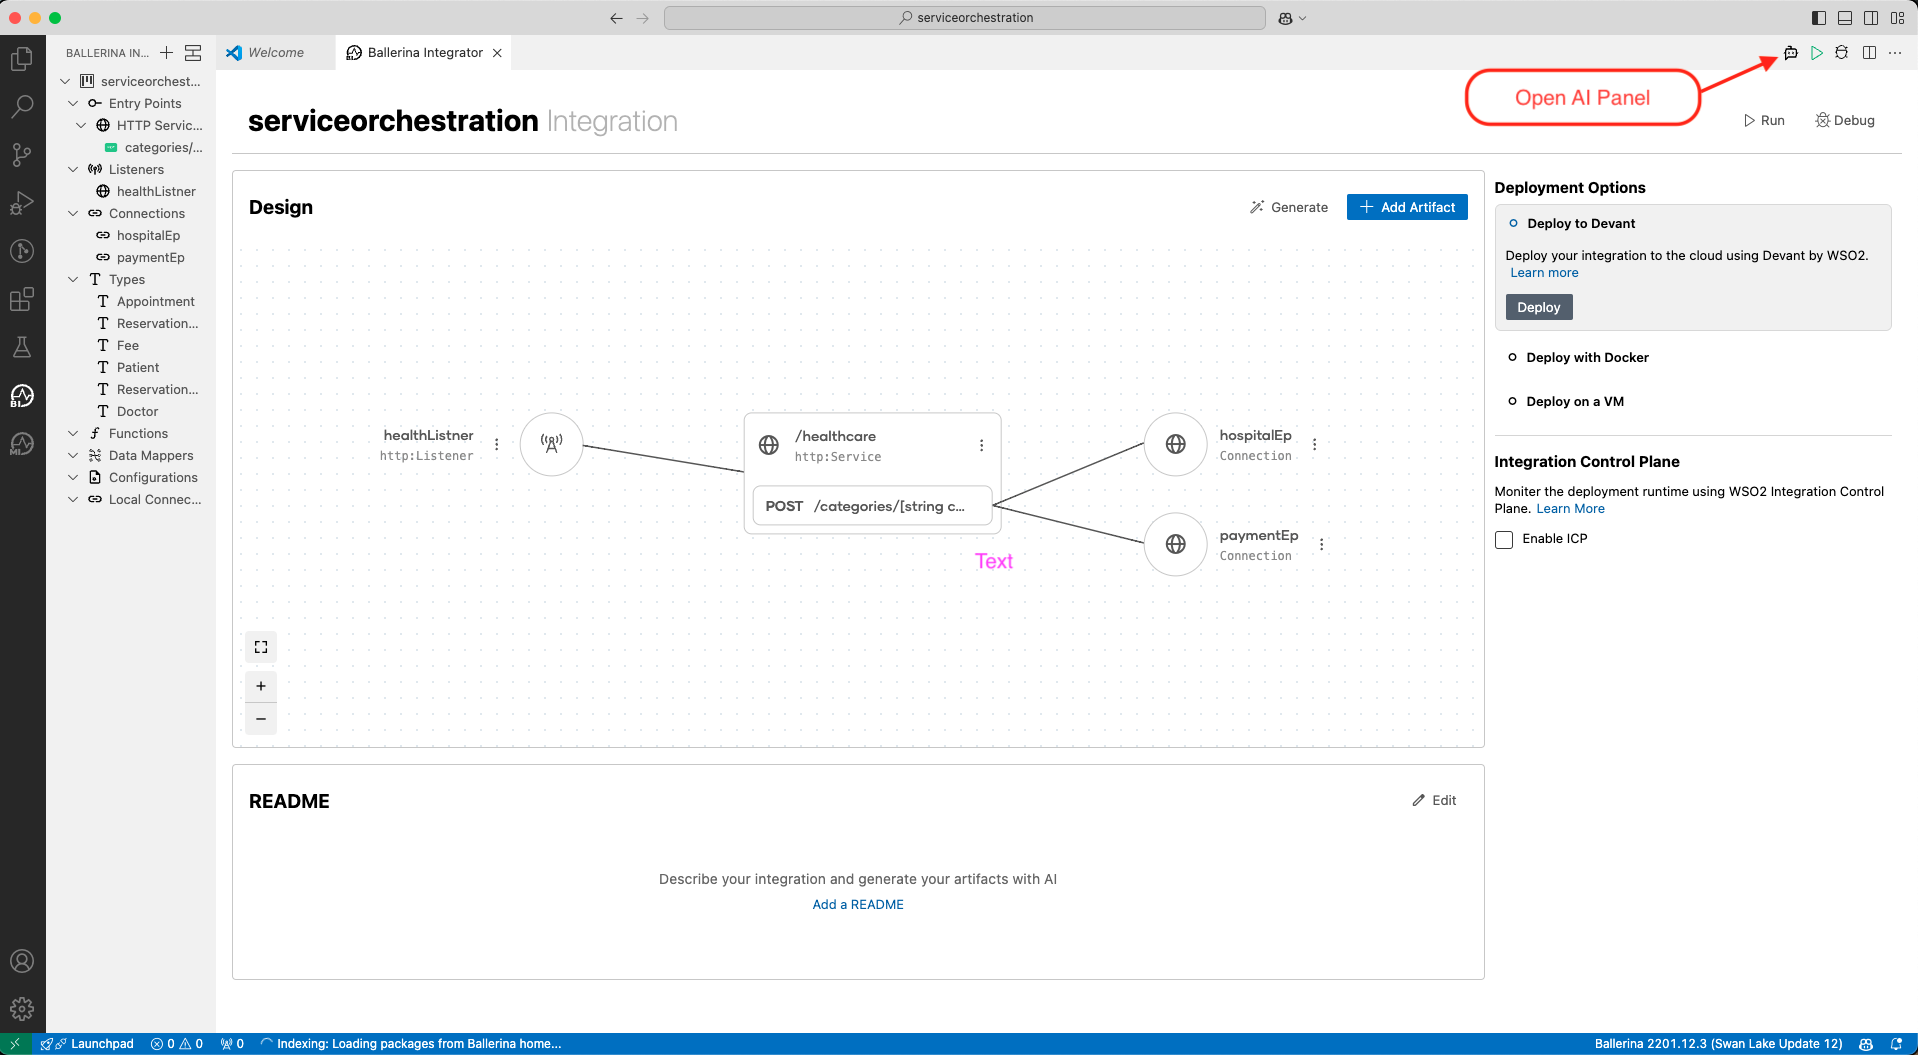 serviceorchestration
BALLERINA IN...
Welcome
Ballerina Integrator
Open AI Panel
serviceorchest...
Entry Points
HTTP Servic...
categories/...
Listeners
healthListner
Connections
hospitalEp
paymentEp
Types
Appointment
Reservation...
Fee
Patient
Reservation...
Doctor
Functions
Data Mappers
Configurations
Local Connec...
serviceorchestration Integration
Run
Debug
Design
Generate
Add Artifact
healthListner
http:Listener
/healthcare
http:Service
POST /categories/[string c...
hospitalEp
Connection
paymentEp
Connection
Text
Deployment Options
Deploy to Devant
Deploy your integration to the cloud using Devant by WSO2.
Learn more
Deploy
Deploy with Docker
Deploy on a VM
Integration Control Plane
Moniter the deployment runtime using WSO2 Integration Control
Plane. Learn More
Enable ICP
README
Edit
Describe your integration and generate your artifacts with AI
Add a README
BI
MI
Launchpad
0
0
0
Indexing: Loading packages from Ballerina home...
Ballerina 2201.12.3 (Swan Lake Update 12)